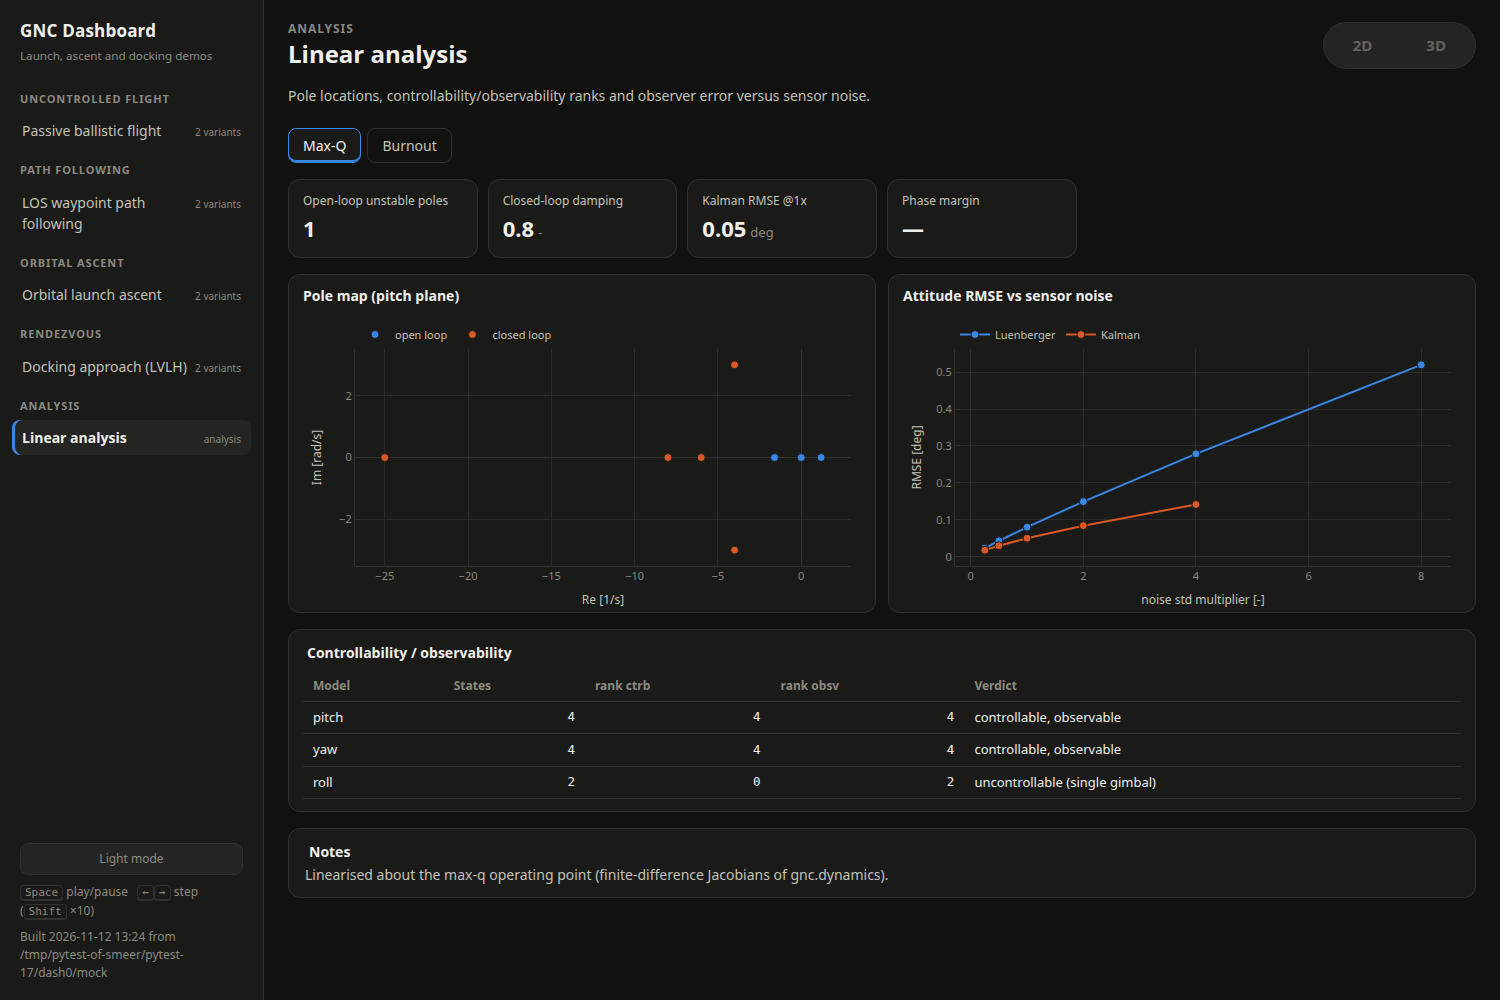 GNC Dashboard
Launch, ascent and docking demos
UNCONTROLLED FLIGHT
Passive ballistic flight 2 variants
PATH FOLLOWING
LOS waypoint path 2 variants
following
ORBITAL ASCENT
Orbital launch ascent 2 variants
RENDEZVOUS
Docking approach (LVLH) 2 variants
ANALYSIS
Linear analysis analysis
Light mode
Space play/pause ← → step
(Shift ×10)
Built 2026-11-12 13:24 from
/tmp/pytest-of-smeer/pytest-
17/dash0/mock
ANALYSIS
Linear analysis
2D 3D
Pole locations, controllability/observability ranks and observer error versus sensor noise.
Max-Q Burnout
Open-loop unstable poles
1
Closed-loop damping
0.8 -
Kalman RMSE @1x
0.05 deg
Phase margin
—
Pole map (pitch plane)
open loop closed loop
Im [rad/s]
2
0
−2
−25 −20 −15 −10 −5 0
Re [1/s]
Attitude RMSE vs sensor noise
Luenberger Kalman
RMSE [deg]
0.5
0.4
0.3
0.2
0.1
0
0 2 4 6 8
noise std multiplier [-]
Controllability / observability
Model States rank ctrb rank obsv Verdict
pitch 4 4 4 controllable, observable
yaw 4 4 4 controllable, observable
roll 2 0 2 uncontrollable (single gimbal)
Notes
Linearised about the max-q operating point (finite-difference Jacobians of gnc.dynamics).